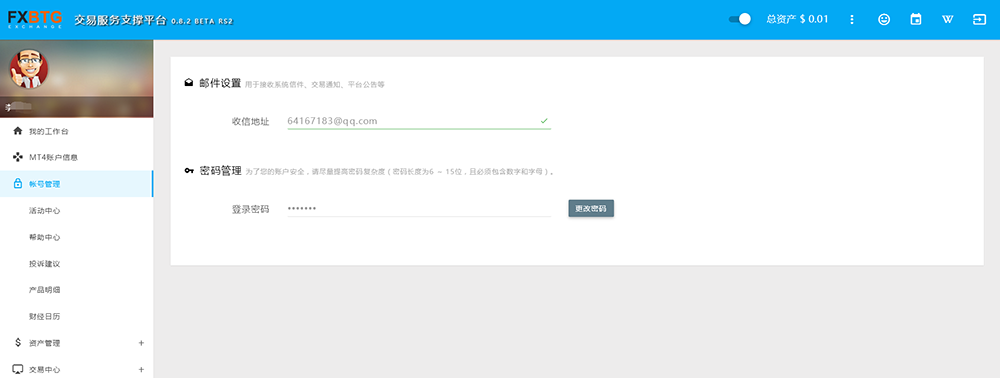 FXBTG
EXCHANGE
交易服务支撑平台 0.8.2 BETA RS2
总资产 $ 0.01
W
李
我的工作台
MT4账户信息
帐号管理
活动中心
帮助中心
投诉建议
产品明细
财经日历
资产管理 +
交易中心 +
邮件设置 用于接收系统信件、交易通知、平台公告等
收信地址 64167183@qq.com
密码管理 为了您的账户安全，请尽量提高密码复杂度（密码长度为6 ~ 15位，且必须包含数字和字母）。
登录密码 •••••••
更改密码